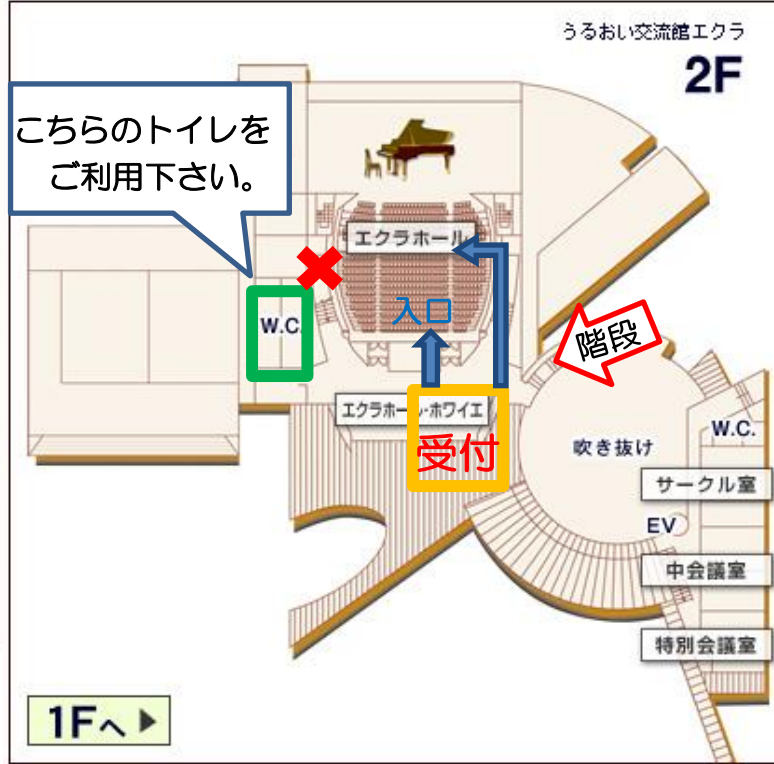 うるおい交流館エクラ
2F
こちらのトイレを
ご利用下さい。
エクラホール
入口
W.C.
階段
エクラホール・ホワイエ
受付
吹き抜け
W.C.
サークル室
EV
中会議室
特別会議室
1Fへ